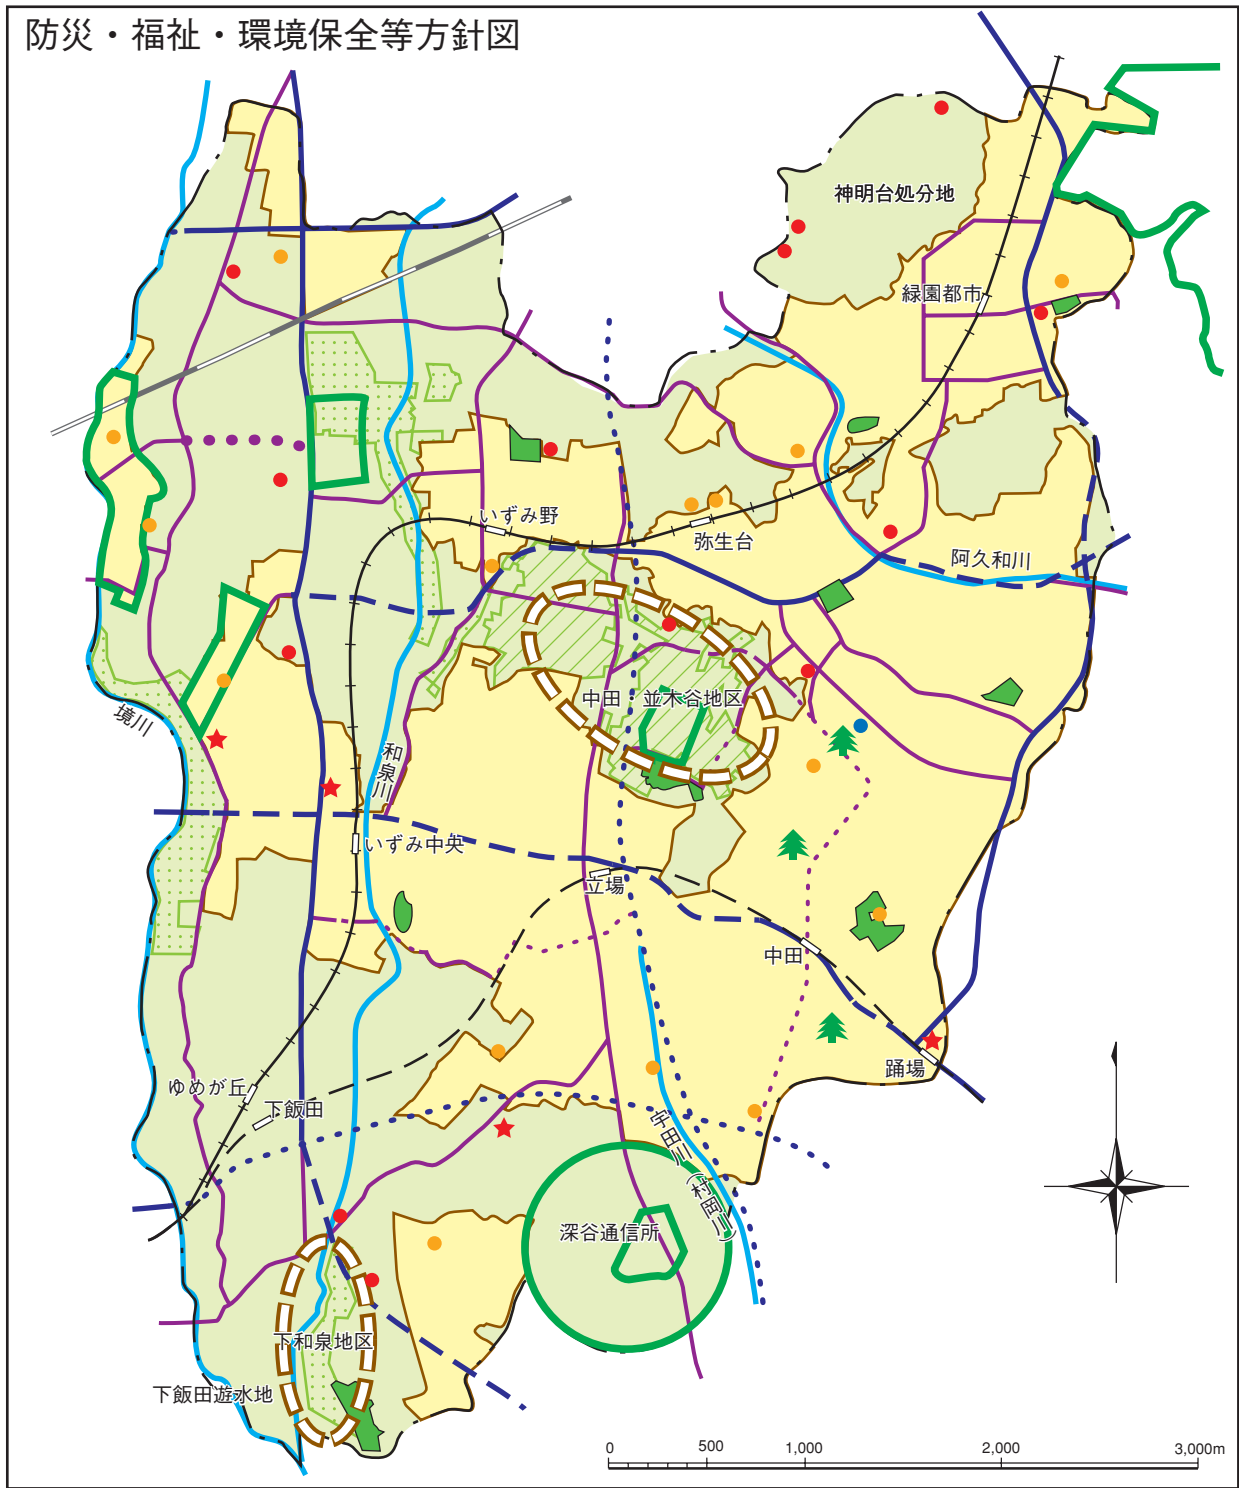 防災・福祉・環境保全等方針図
神明台処分地
緑園都市
いずみ野
弥生台
阿久和川
中田
並木谷地区
境川
和泉川
いずみ中央
立場
中田
踊場
ゆめが丘
下飯田
宇田川(村岡川)
深谷通信所
下和泉地区
下飯田遊水地
0 500 1,000 2,000 3,000m